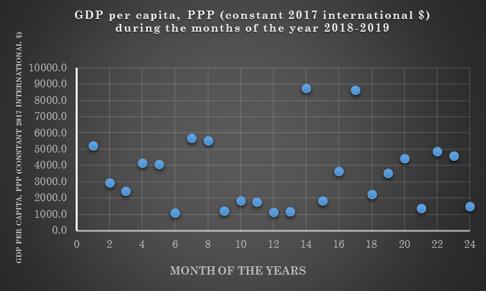 GDP per capita, PPP (constant 2017 international $)
during the months of the year 2018-2019
GDP PER CAPITA, PPP (CONSTANT 2017 INTERNATIONAL $)
10000.0
9000.0
8000.0
7000.0
6000.0
5000.0
4000.0
3000.0
2000.0
1000.0
0.0
0 2 4 6 8 10 12 14 16 18 20 22 24
MONTH OF THE YEARS